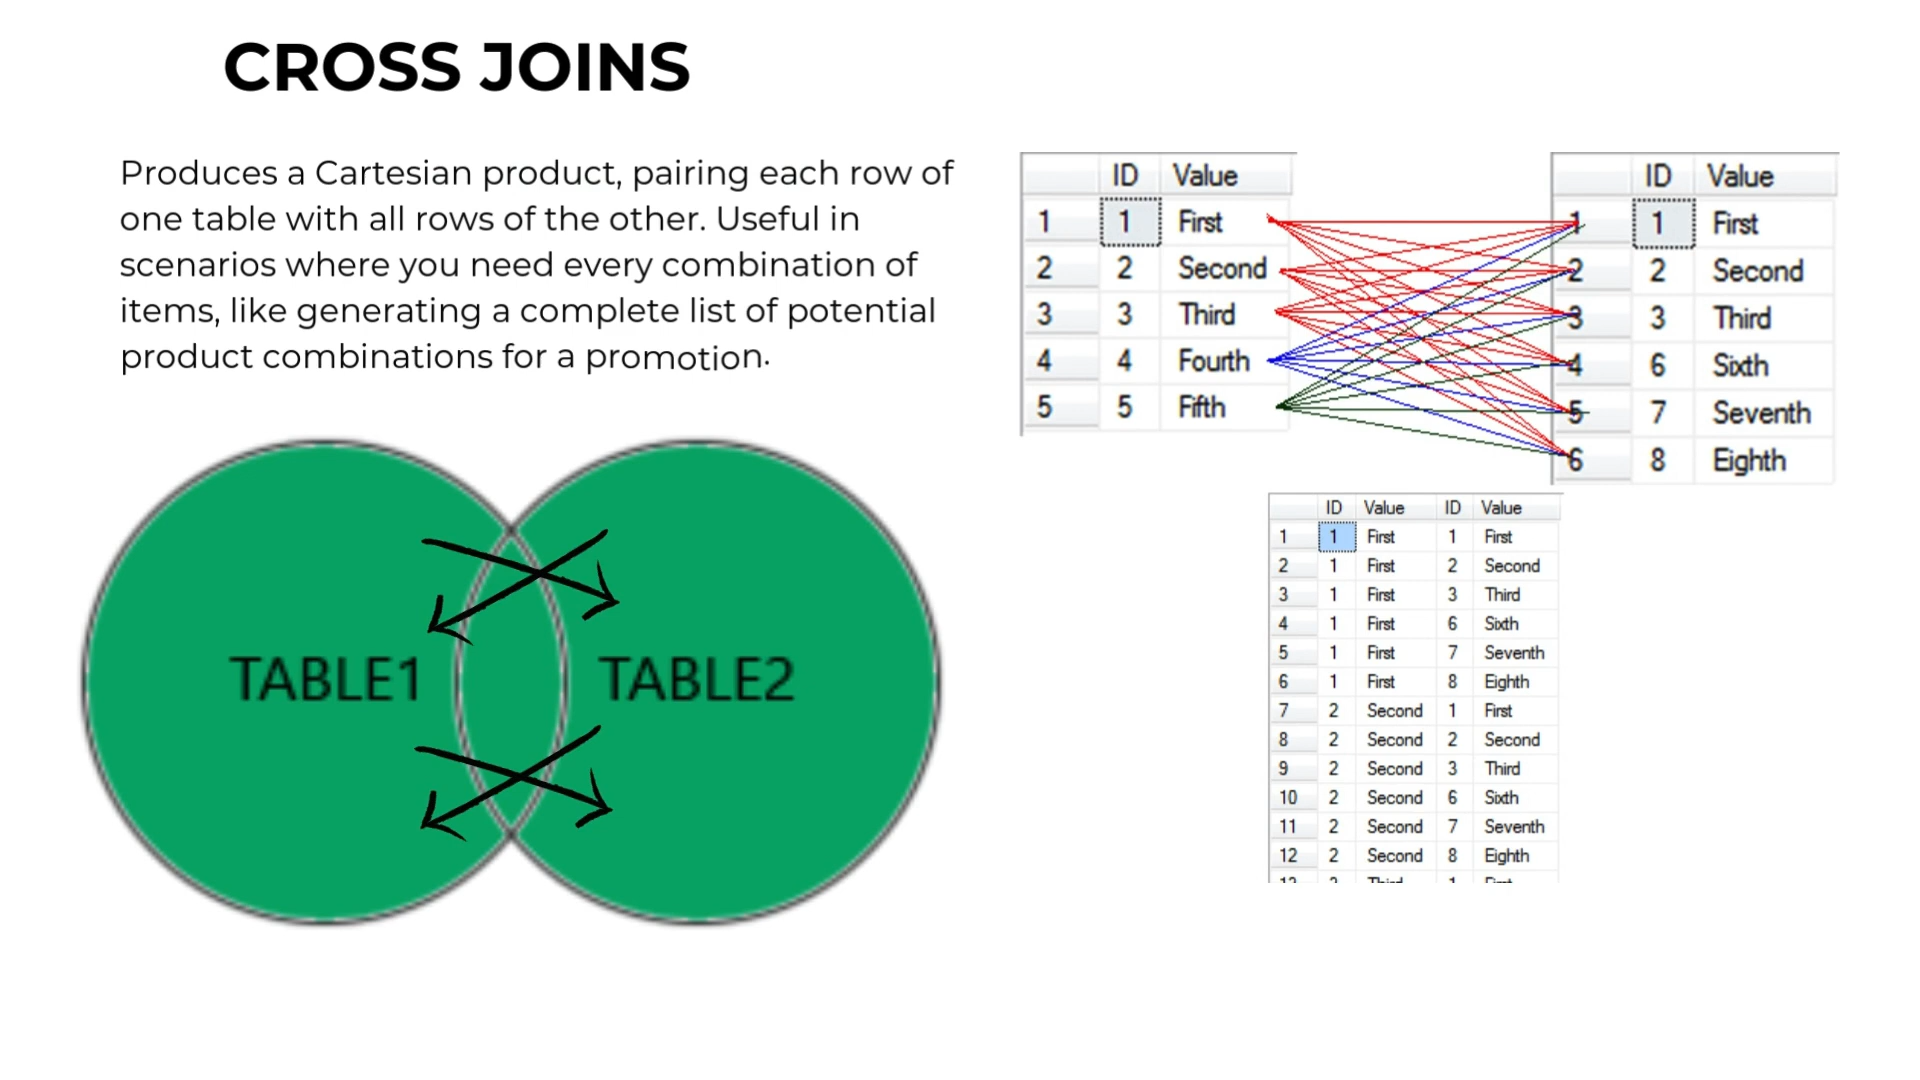 CROSS JOINS
Produces a Cartesian product, pairing each row of
one table with all rows of the other. Useful in
scenarios where you need every combination of
items, like generating a complete list of potential
product combinations for a promotion.
ID Value
1 1 First
2 2 Second
3 3 Third
4 4 Fourth
5 5 Fifth
ID Value
1 1 First
2 2 Second
3 3 Third
4 6 Sixth
5 7 Seventh
6 8 Eighth
TABLE1
TABLE2
ID Value ID Value
1 1 First 1 First
2 1 First 2 Second
3 1 First 3 Third
4 1 First 6 Sixth
5 1 First 7 Seventh
6 1 First 8 Eighth
7 2 Second 1 First
8 2 Second 2 Second
9 2 Second 3 Third
10 2 Second 6 Sixth
11 2 Second 7 Seventh
12 2 Second 8 Eighth